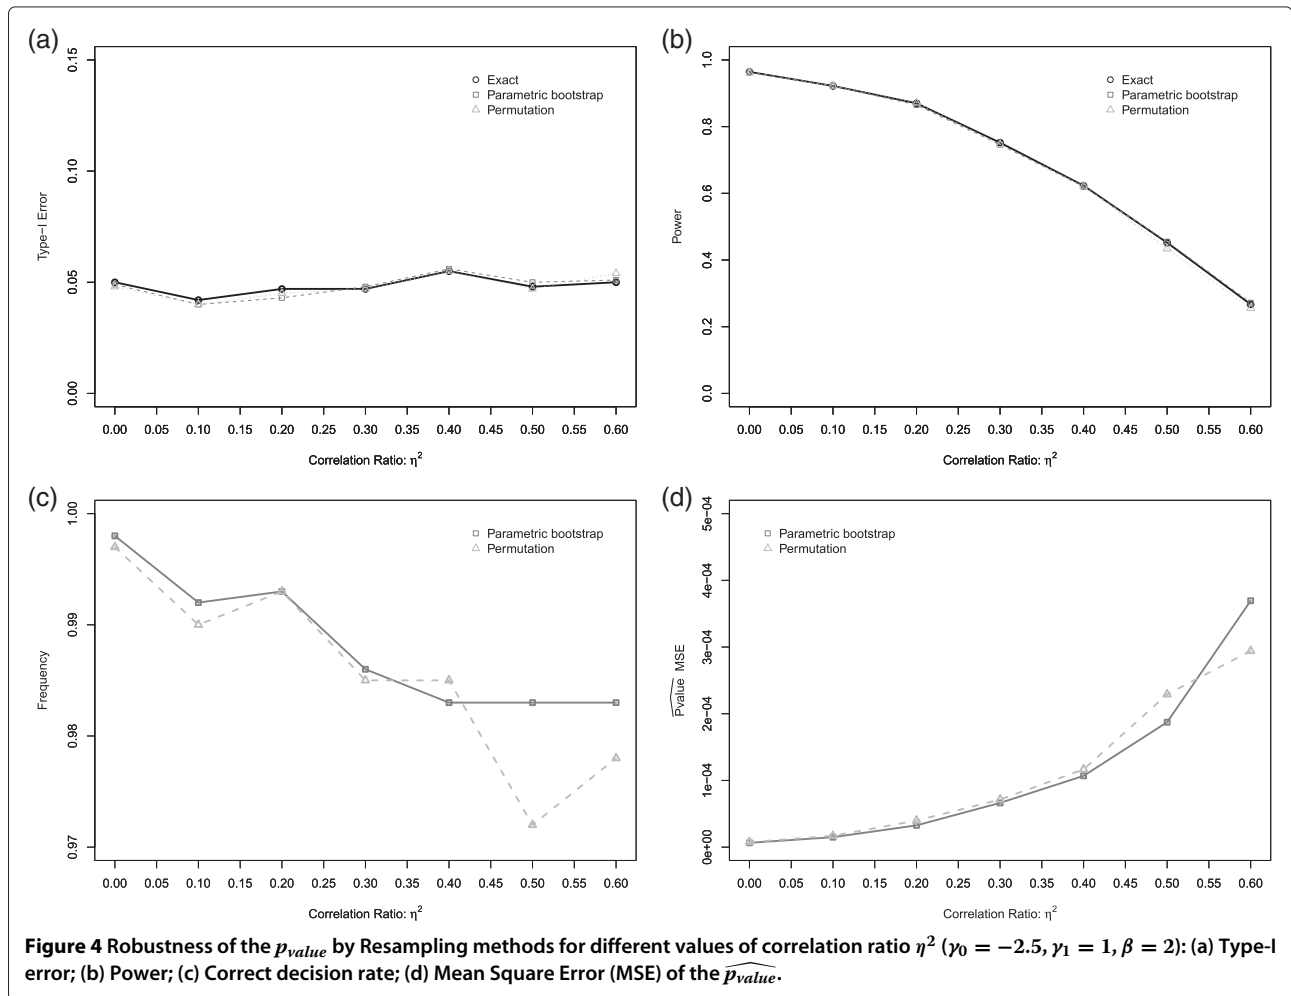 (a)
0.15
0.10
0.05
0.00
Type-I Error
Exact
Parametric bootstrap
Permutation
0.00 0.05 0.10 0.15 0.20 0.25 0.30 0.35 0.40 0.45 0.50 0.55 0.60
Correlation Ratio: η²
(b)
1.0
0.8
0.6
0.4
0.2
0.0
Power
Exact
Parametric bootstrap
Permutation
0.00 0.05 0.10 0.15 0.20 0.25 0.30 0.35 0.40 0.45 0.50 0.55 0.60
Correlation Ratio: η²
(c)
1.00
0.99
0.98
0.97
Frequency
Parametric bootstrap
Permutation
0.00 0.05 0.10 0.15 0.20 0.25 0.30 0.35 0.40 0.45 0.50 0.55 0.60
Correlation Ratio: η²
(d)
5e-04
4e-04
3e-04
2e-04
1e-04
0e+00
Pvalue MSE
Parametric bootstrap
Permutation
0.00 0.05 0.10 0.15 0.20 0.25 0.30 0.35 0.40 0.45 0.50 0.55 0.60
Correlation Ratio: η²
Figure 4 Robustness of the p_value by Resampling methods for different values of correlation ratio η² (γ₀ = −2.5, γ₁ = 1, β = 2): (a) Type-I
error; (b) Power; (c) Correct decision rate; (d) Mean Square Error (MSE) of the p_value.